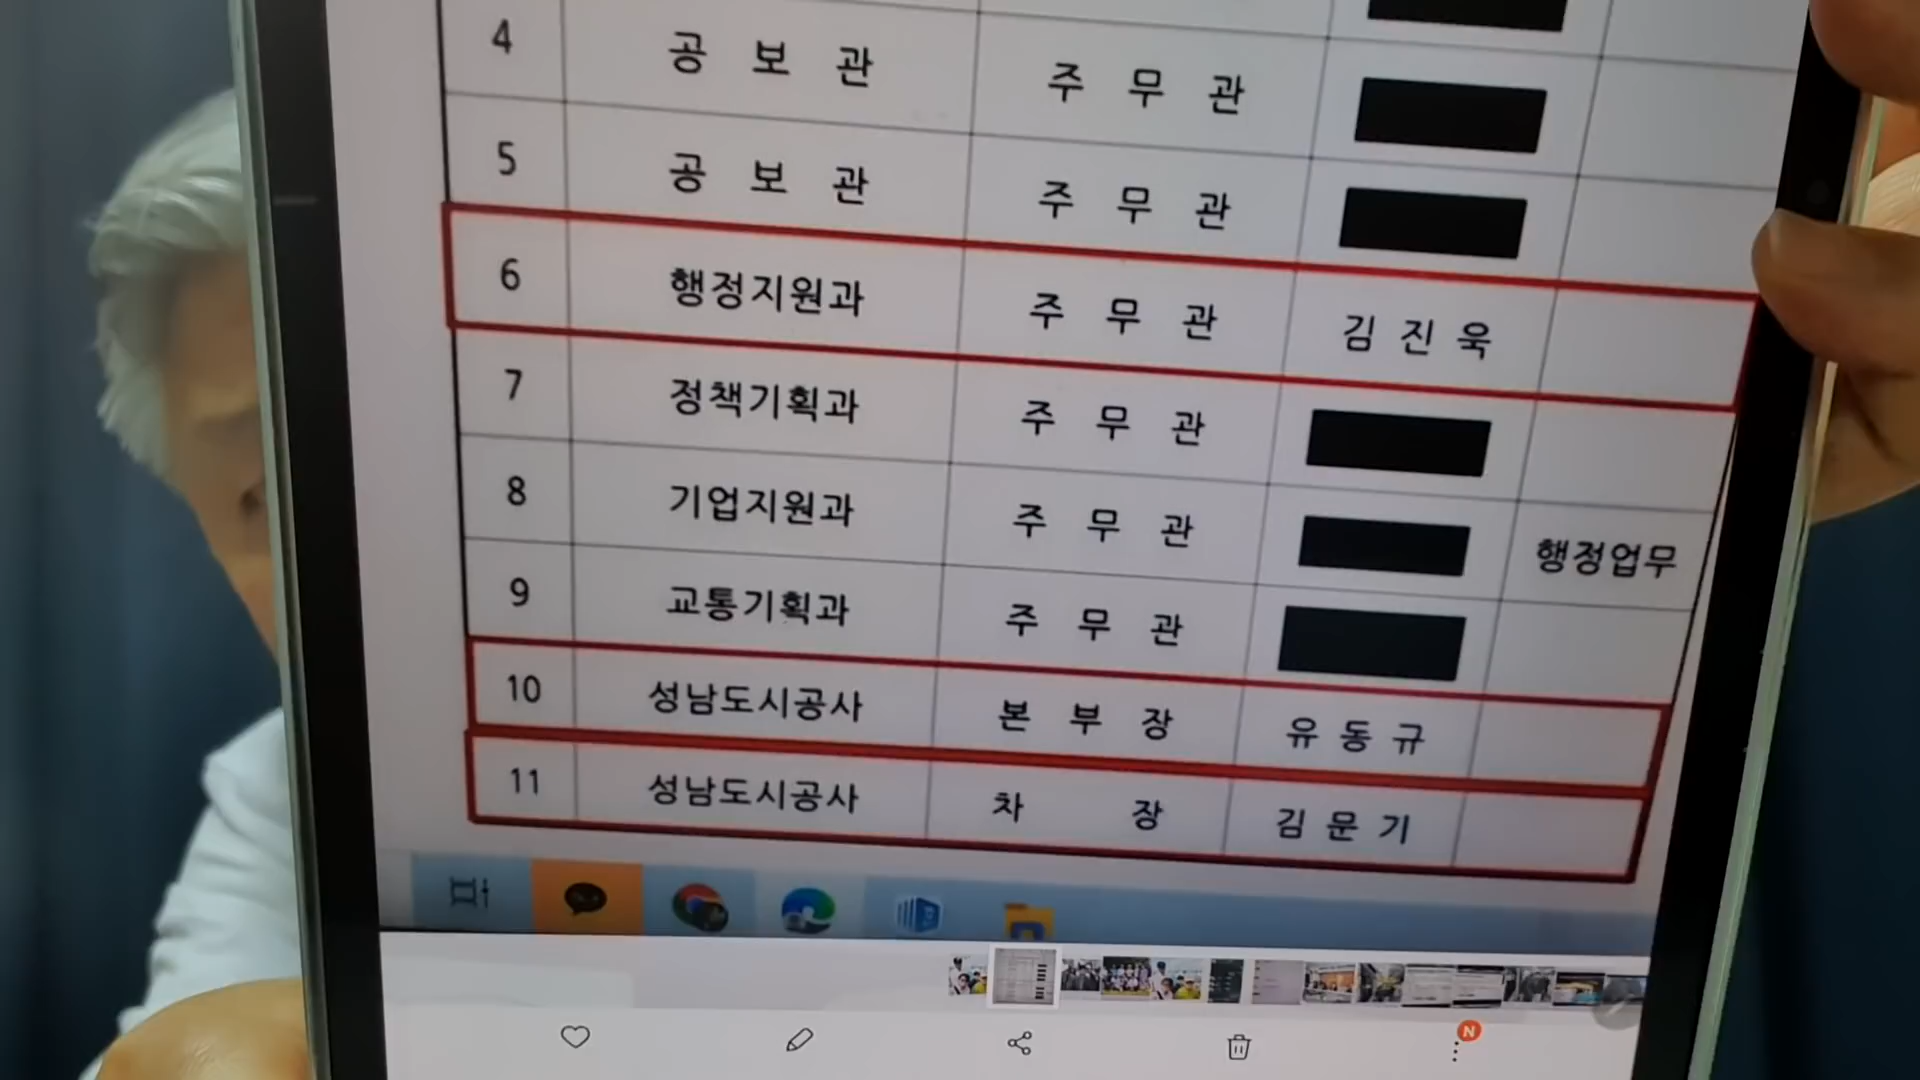 4 공 보 관 주 무 관
5 공 보 관 주 무 관
6 행정지원과 주 무 관 김 진 욱
7 정책기획과 주 무 관
8 기업지원과 주 무 관 행정업무
9 교통기획과 주 무 관
10 성남도시공사 본 부 장 유 동 규
11 성남도시공사 차 장 김 문 기
N